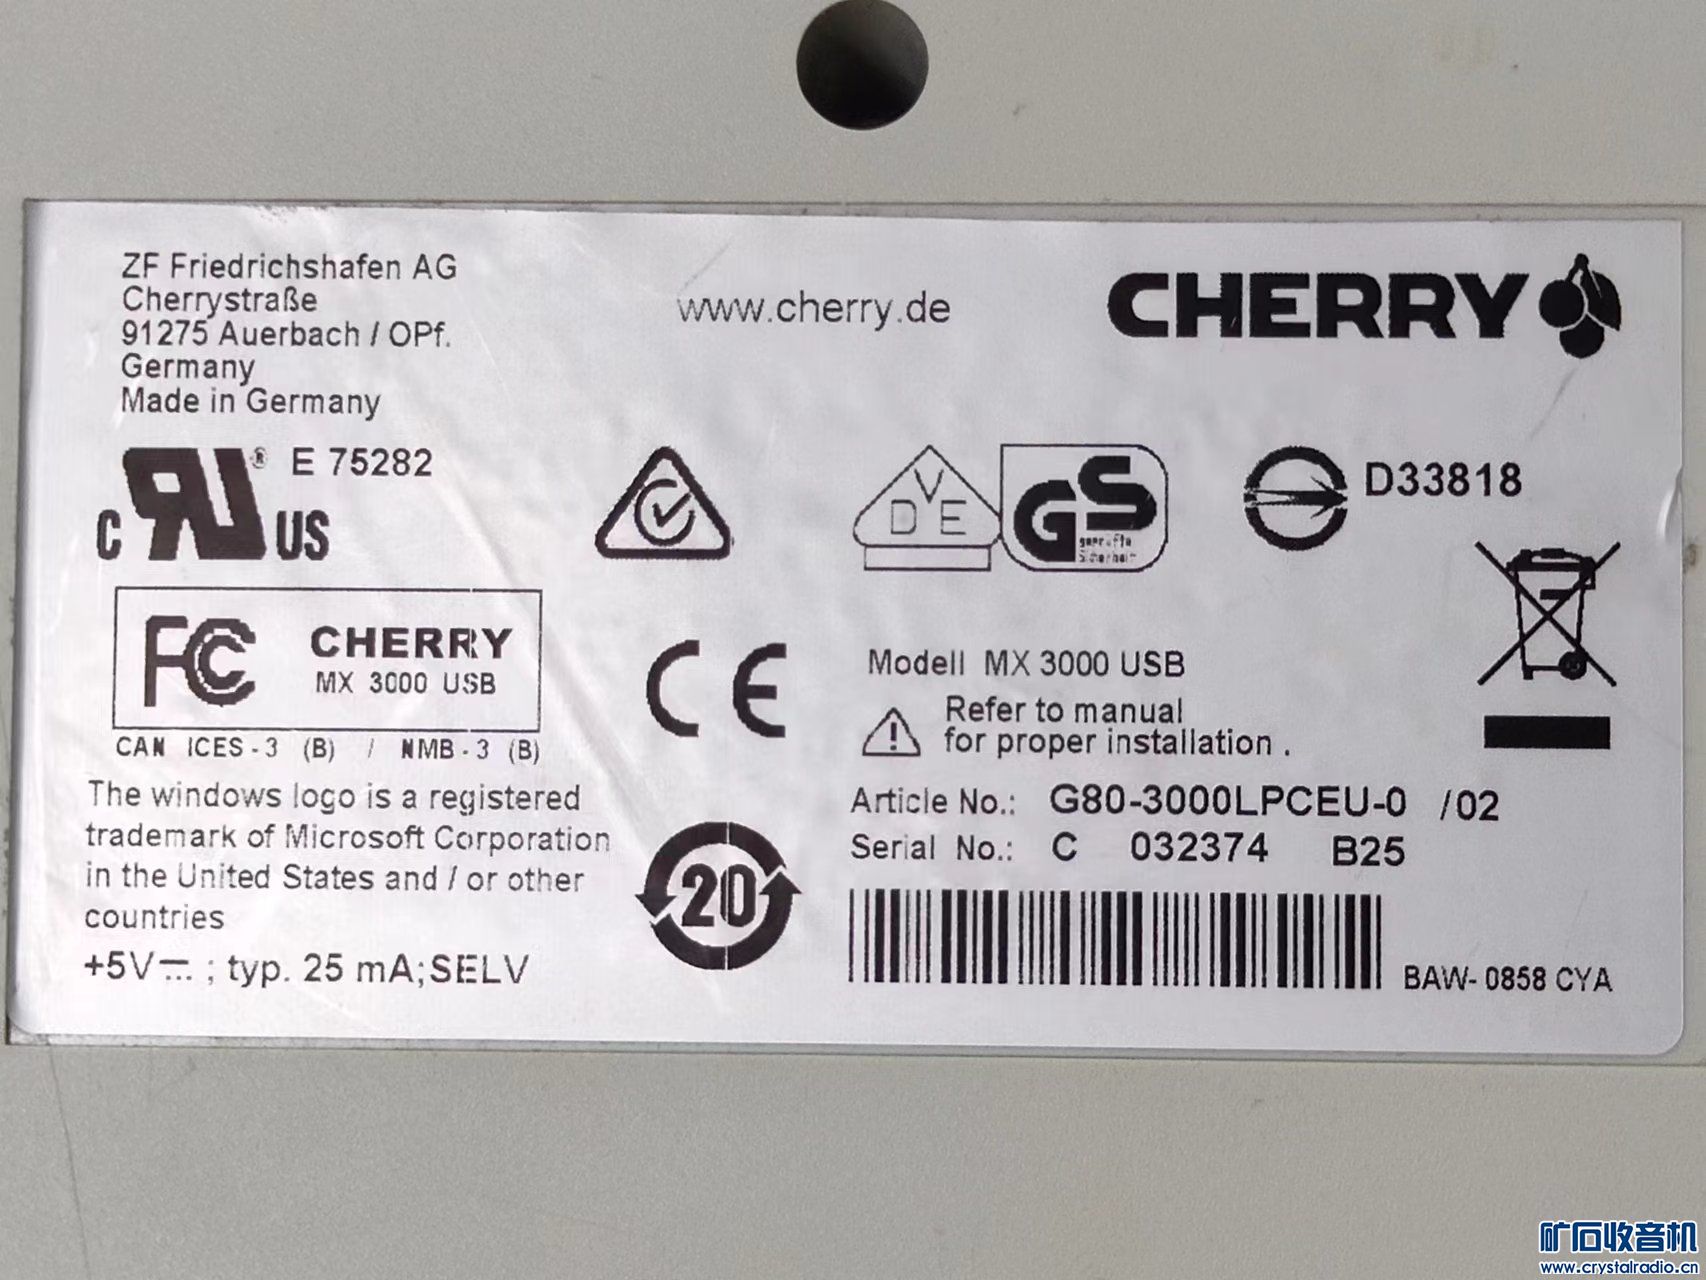 ZF Friedrichshafen AG
Cherrystraße
91275 Auerbach / OPf.
Germany
Made in Germany
www.cherry.de
CHERRY
® E 75282
C US
VDE
GS
geprüfte
Sicherheit
D33818
FC CHERRY
MX 3000 USB
CAN ICES-3 (B) / NMB-3 (B)
CE
Modell MX 3000 USB
Refer to manual
for proper installation .
The windows logo is a registered
trademark of Microsoft Corporation
in the United States and / or other
countries
+5V⎓ ; typ. 25 mA;SELV
20
Article No.: G80-3000LPCEU-0 /02
Serial No.: C 032374 B25
BAW- 0858 CYA
矿石收音机
www.crystalradio.cn